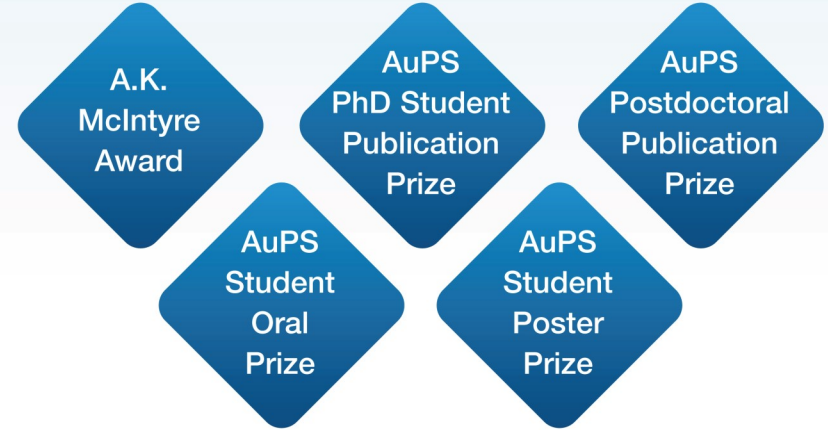 A.K.
McIntyre
Award
AuPS
PhD Student
Publication
Prize
AuPS
Postdoctoral
Publication
Prize
AuPS
Student
Oral
Prize
AuPS
Student
Poster
Prize